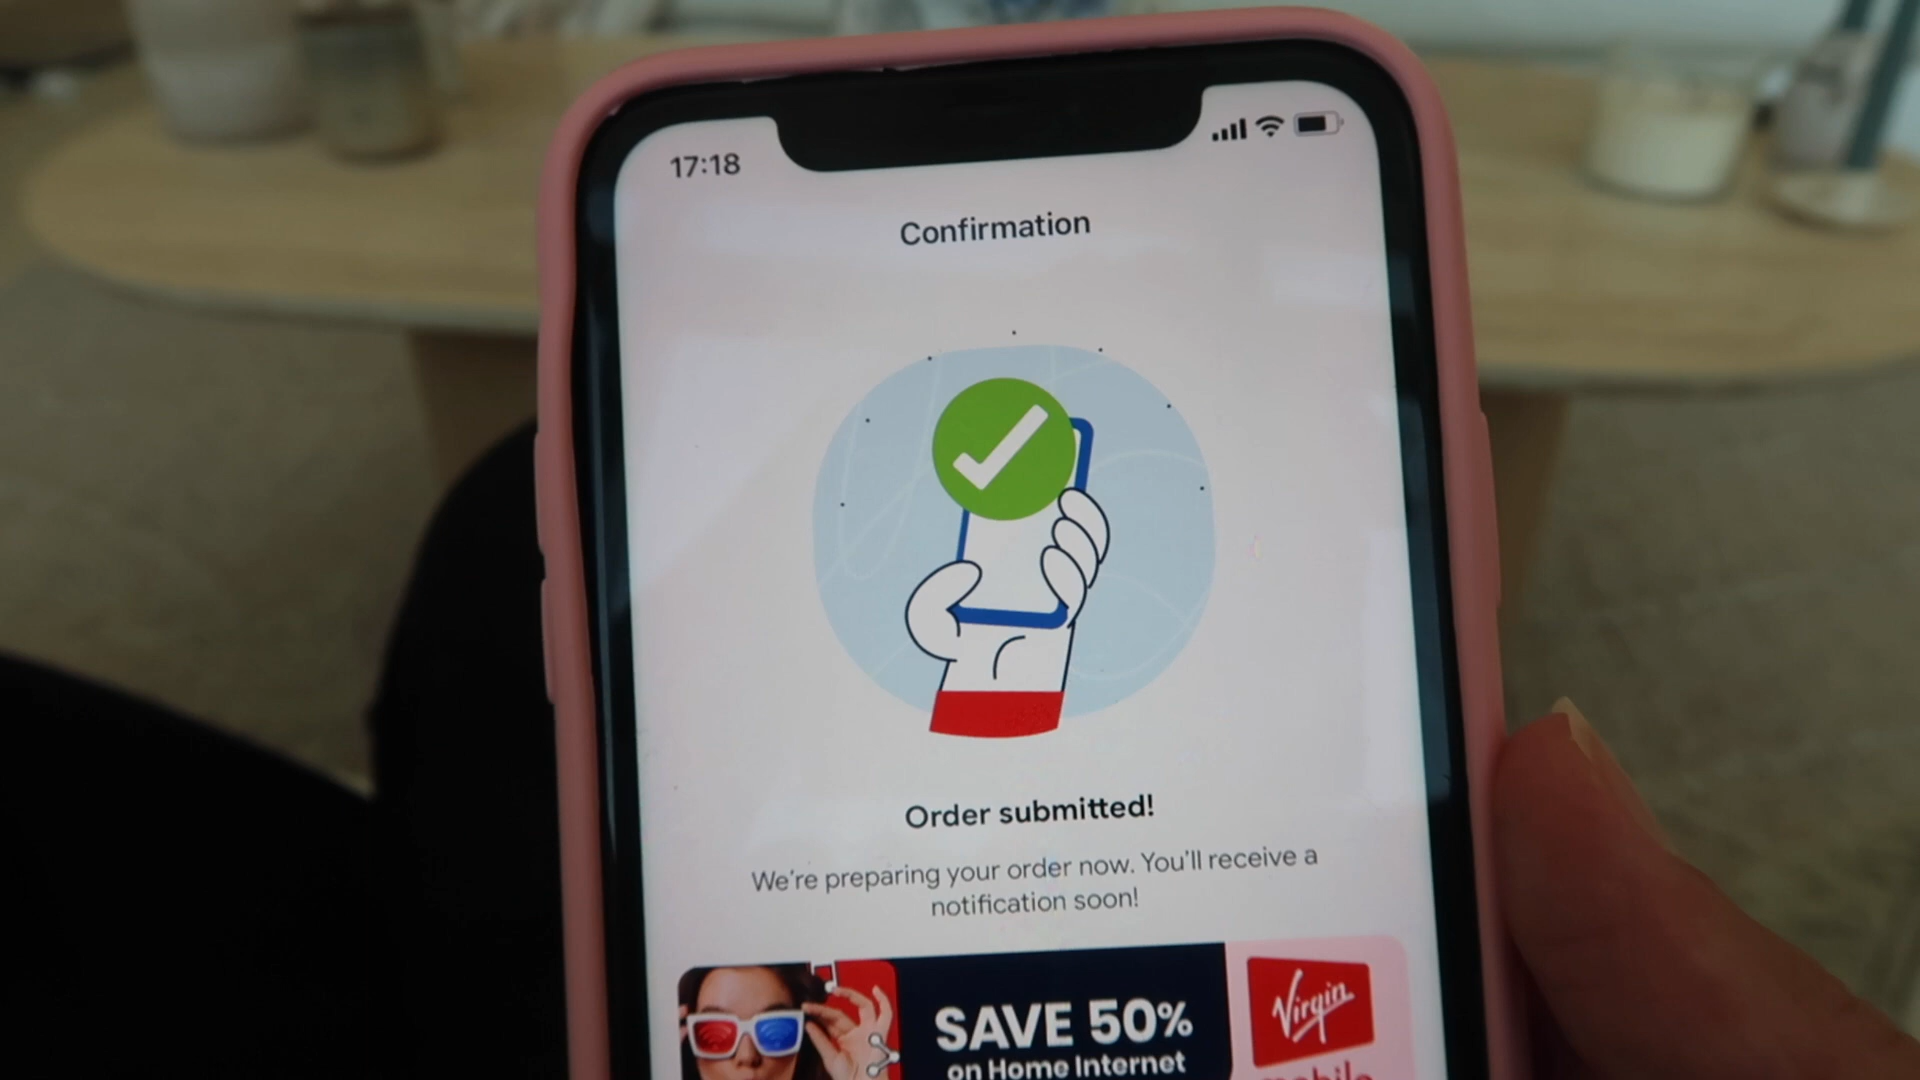 17:18
Confirmation
Order submitted!
We're preparing your order now. You'll receive a
notification soon!
SAVE 50%
on Home Internet
Virgin
mobile